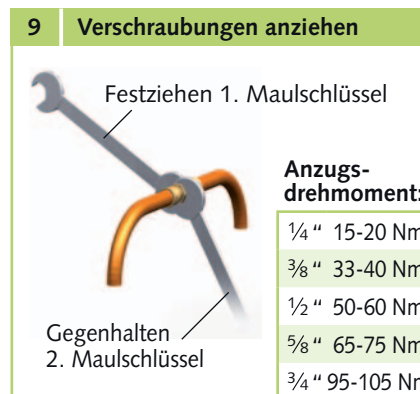 9 Verschraubungen anziehen
Festziehen 1. Maulschlüssel
Anzugs-
drehmoment:
¼ “ 15-20 Nm
⅜ “ 33-40 Nm
½ “ 50-60 Nm
⅝ “ 65-75 Nm
¾ “ 95-105 Nm
Gegenhalten
2. Maulschlüssel